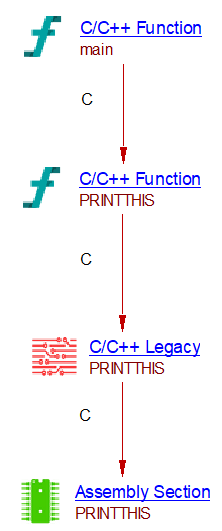 C/C++ Function
main
C
C/C++ Function
PRINTTHIS
C
C/C++ Legacy
PRINTTHIS
C
Assembly Section
PRINTTHIS